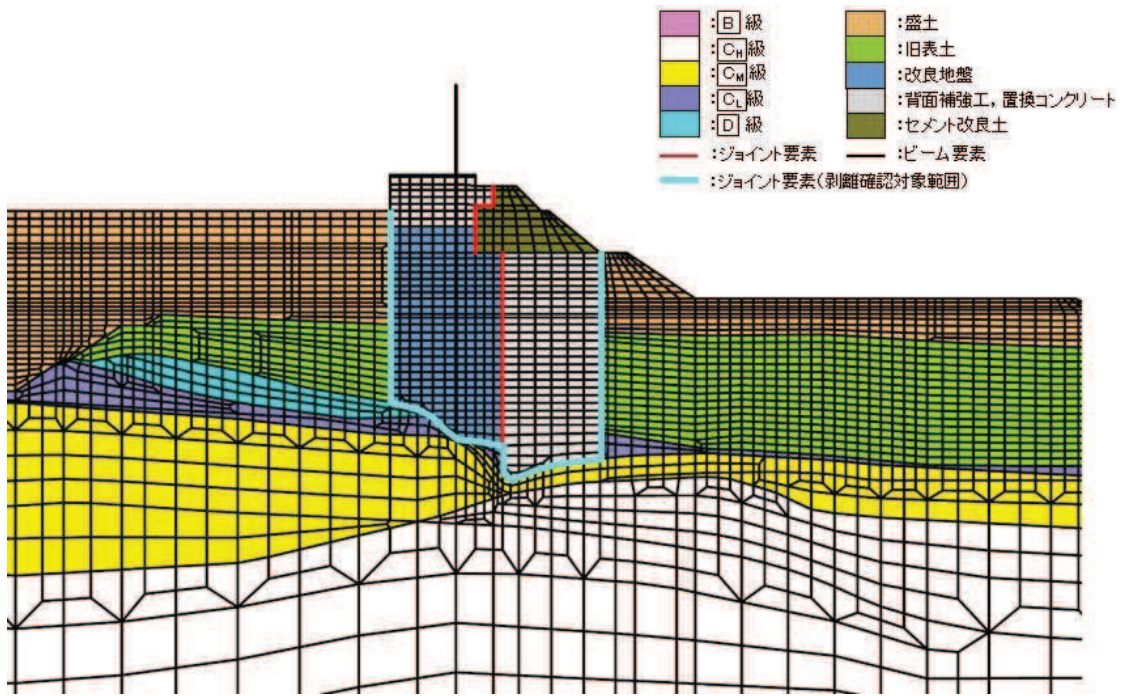 :B 級
:CH級
:CM級
:CL級
:D 級
:ジョイント要素
:ジョイント要素(剥離確認対象範囲)
:盛土
:旧表土
:改良地盤
:背面補強工，置換コンクリート
:セメント改良土
:ビーム要素